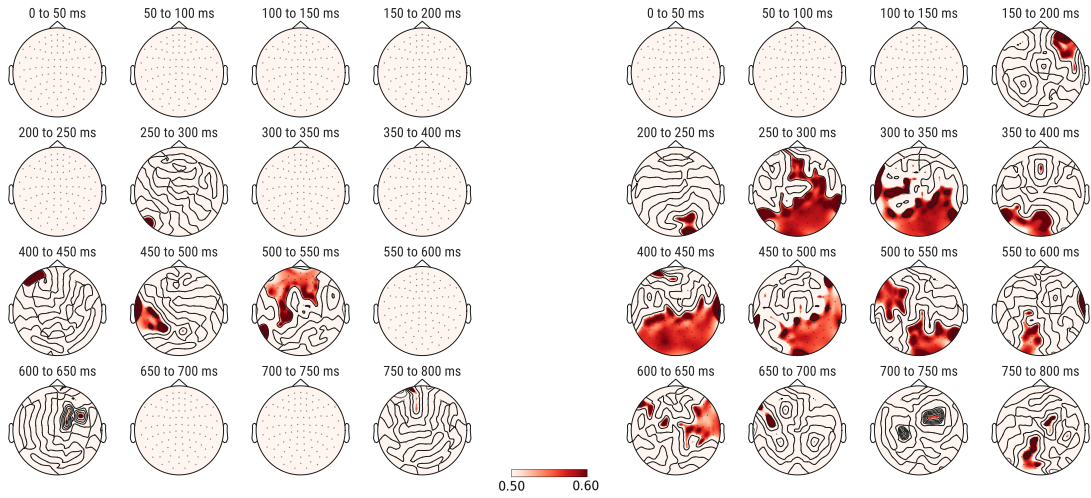 0 to 50 ms 50 to 100 ms 100 to 150 ms 150 to 200 ms
200 to 250 ms 250 to 300 ms 300 to 350 ms 350 to 400 ms
400 to 450 ms 450 to 500 ms 500 to 550 ms 550 to 600 ms
600 to 650 ms 650 to 700 ms 700 to 750 ms 750 to 800 ms
0 to 50 ms 50 to 100 ms 100 to 150 ms 150 to 200 ms
200 to 250 ms 250 to 300 ms 300 to 350 ms 350 to 400 ms
400 to 450 ms 450 to 500 ms 500 to 550 ms 550 to 600 ms
600 to 650 ms 650 to 700 ms 700 to 750 ms 750 to 800 ms
0.50 0.60